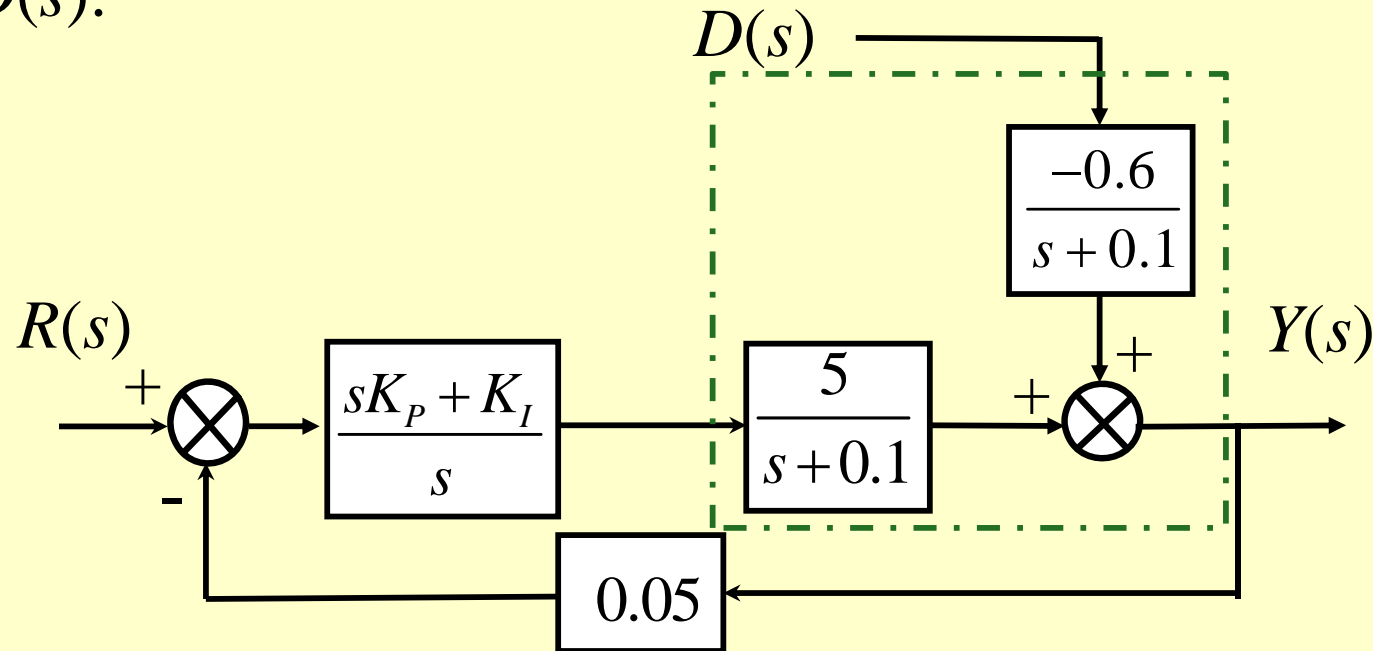 D(s).
D(s)
-0.6
s + 0.1
R(s)
+
sK_P + K_I
s
-
5
s + 0.1
+
+
Y(s)
0.05